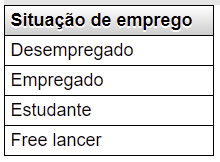 Situação de emprego
Desempregado
Empregado
Estudante
Free lancer